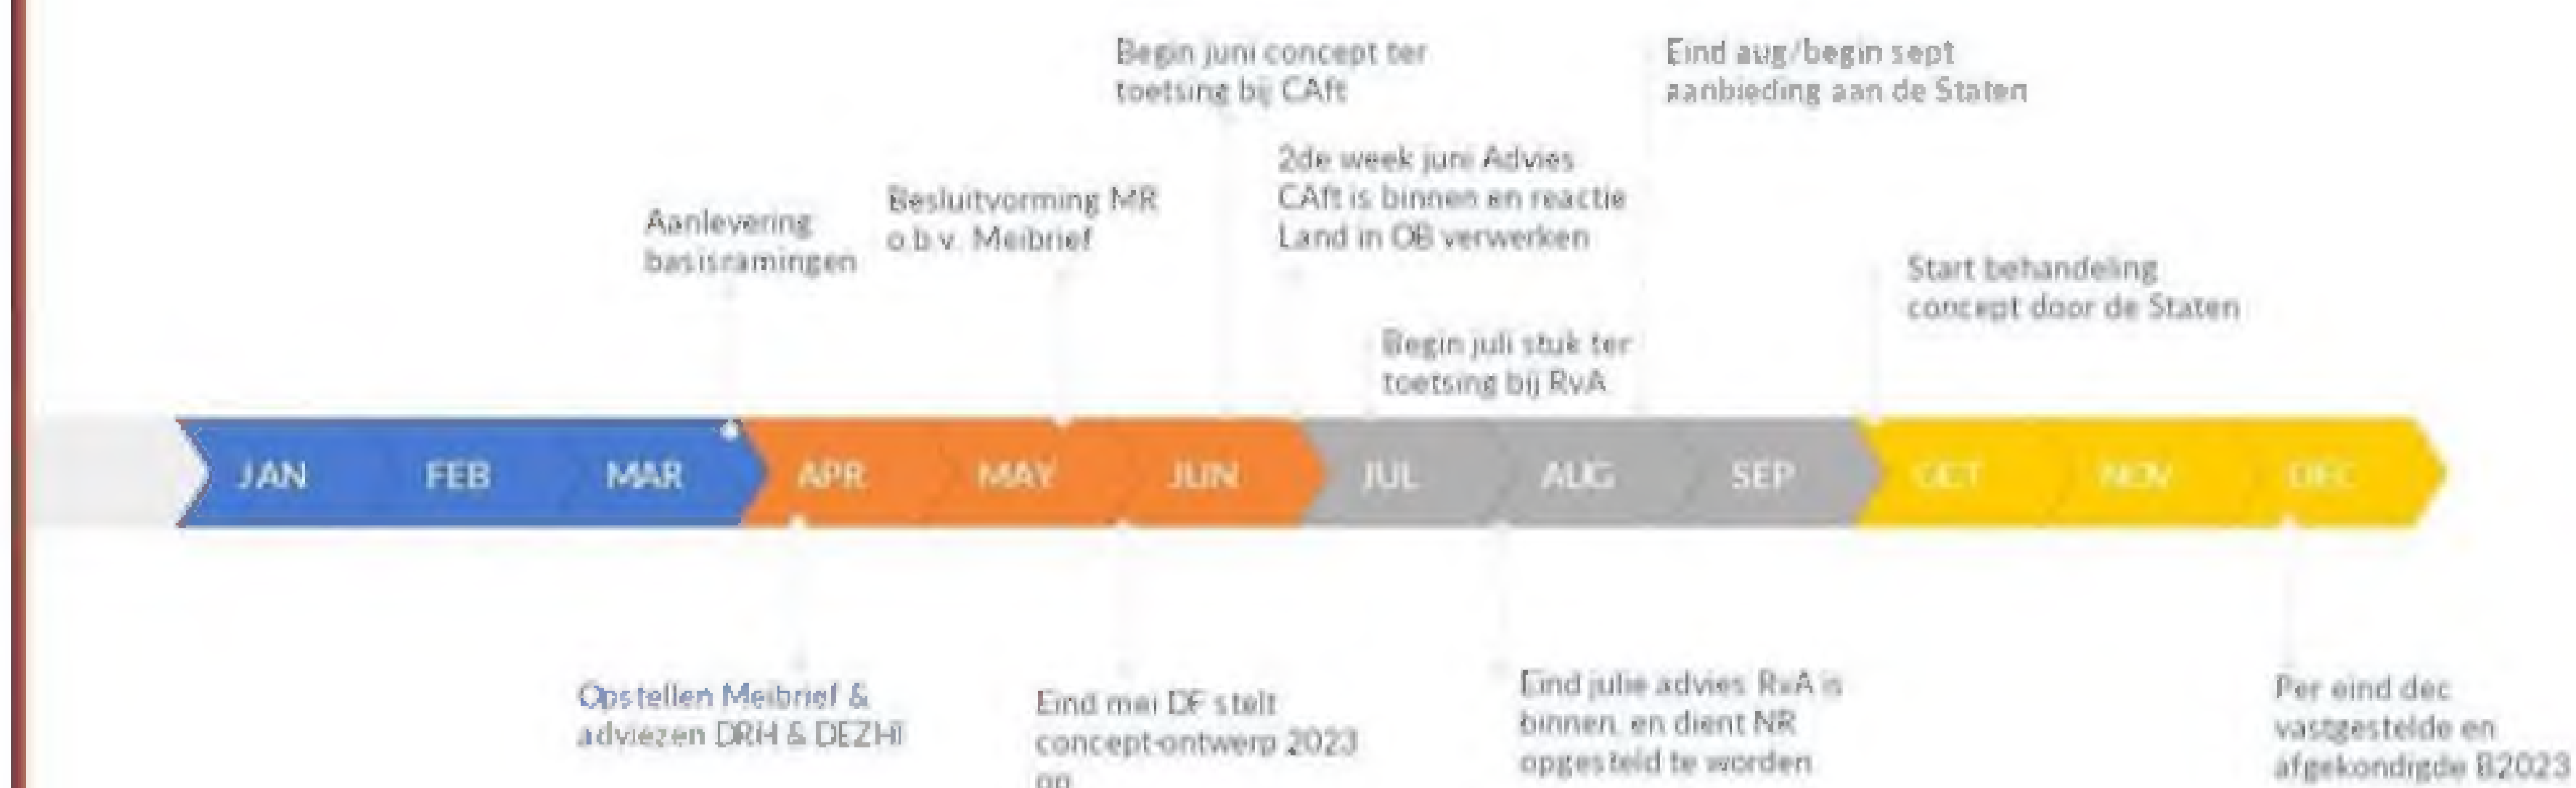 Begin juni concept ter
toetsing bij CAft
Eind aug/begin sept
aanbieding aan de Staten
2de week juni Advies
CAft is binnen en reactie
Land in OB verwerken
Besluitvorming MR
o.b.v. Meibrief
Aanlevering
basisramingen
Start behandeling
concept door de Staten
Begin juli stuk ter
toetsing bij RvA
JAN FEB MAR APR MAY JUN JUL AUG SEP OCT NOV DEC
Opstellen Meibrief &
adviezen DRH & DEZHI
Eind mei DF stelt
concept-ontwerp 2023
op
Eind julie advies RvA is
binnen, en dient NR
opgesteld te worden
Per eind dec
vastgestelde en
afgekondigde B2023